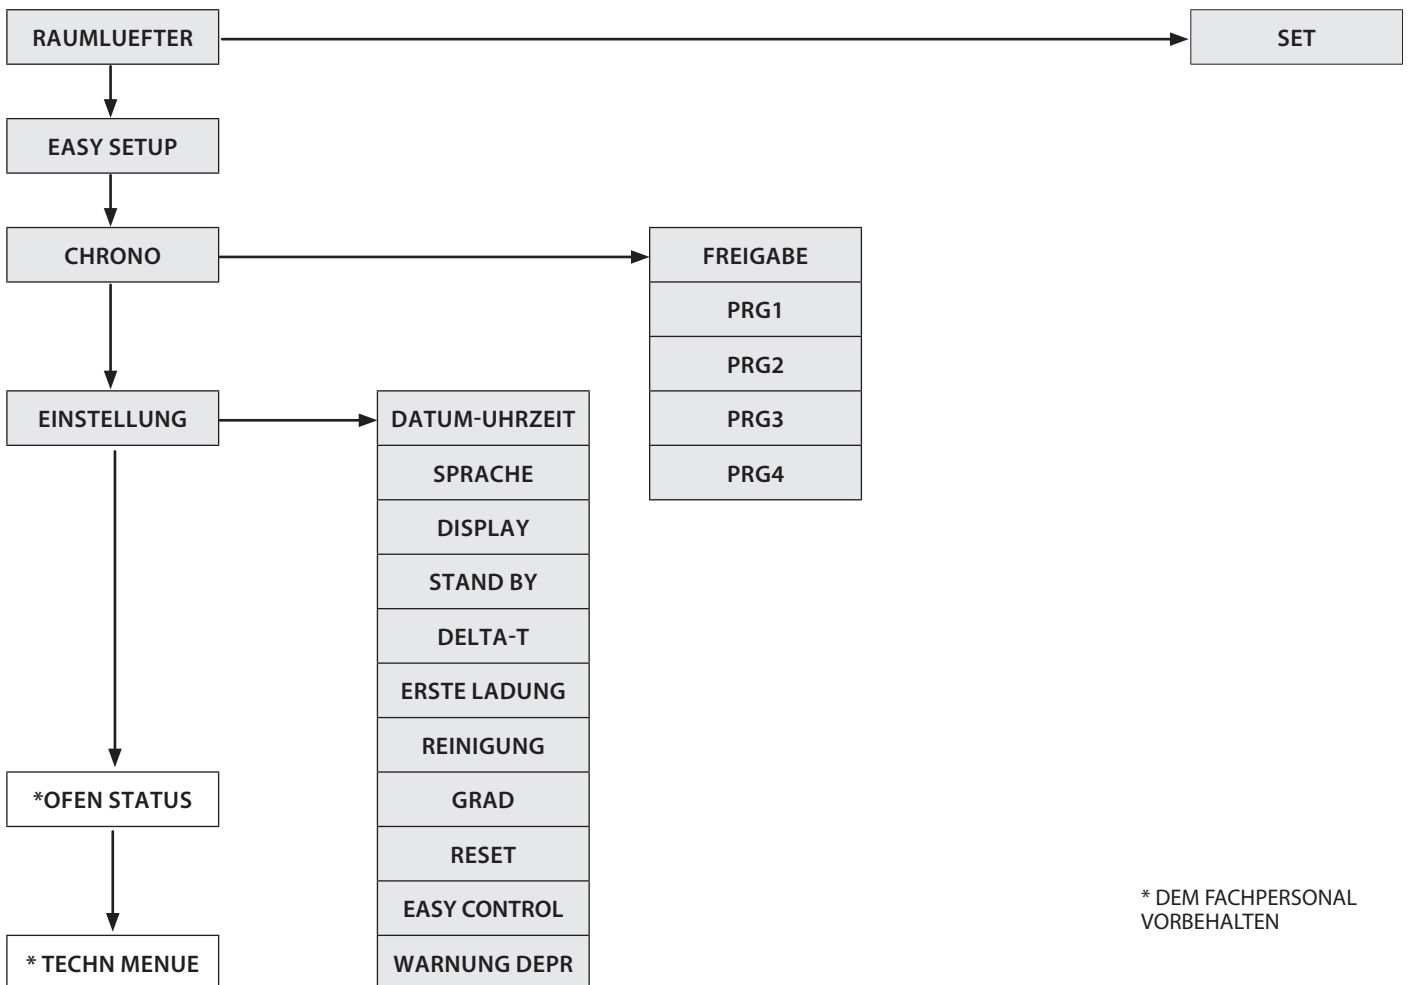 RAUMLUEFTER
SET
EASY SETUP
CHRONO
FREIGABE
PRG1
PRG2
PRG3
PRG4
EINSTELLUNG
DATUM-UHRZEIT
SPRACHE
DISPLAY
STAND BY
DELTA-T
ERSTE LADUNG
REINIGUNG
GRAD
RESET
EASY CONTROL
WARNUNG DEPR
*OFEN STATUS
* TECHN MENUE
* DEM FACHPERSONAL
VORBEHALTEN